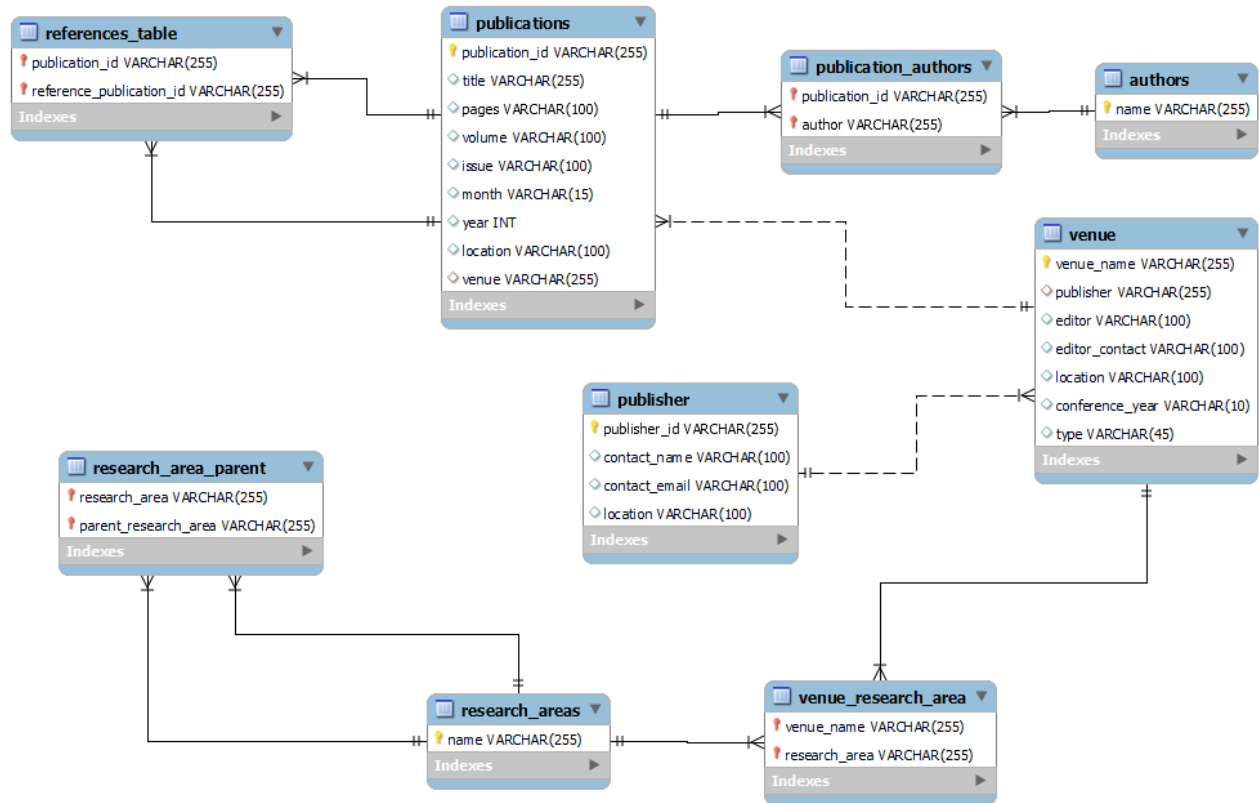 references_table
publication_id VARCHAR(255)
reference_publication_id VARCHAR(255)
Indexes
publications
publication_id VARCHAR(255)
title VARCHAR(255)
pages VARCHAR(100)
volume VARCHAR(100)
issue VARCHAR(100)
month VARCHAR(15)
year INT
location VARCHAR(100)
venue VARCHAR(255)
Indexes
publication_authors
publication_id VARCHAR(255)
author VARCHAR(255)
Indexes
authors
name VARCHAR(255)
Indexes
venue
venue_name VARCHAR(255)
publisher VARCHAR(255)
editor VARCHAR(100)
editor_contact VARCHAR(100)
location VARCHAR(100)
conference_year VARCHAR(10)
type VARCHAR(45)
Indexes
publisher
publisher_id VARCHAR(255)
contact_name VARCHAR(100)
contact_email VARCHAR(100)
location VARCHAR(100)
Indexes
research_area_parent
research_area VARCHAR(255)
parent_research_area VARCHAR(255)
Indexes
research_areas
name VARCHAR(255)
Indexes
venue_research_area
venue_name VARCHAR(255)
research_area VARCHAR(255)
Indexes